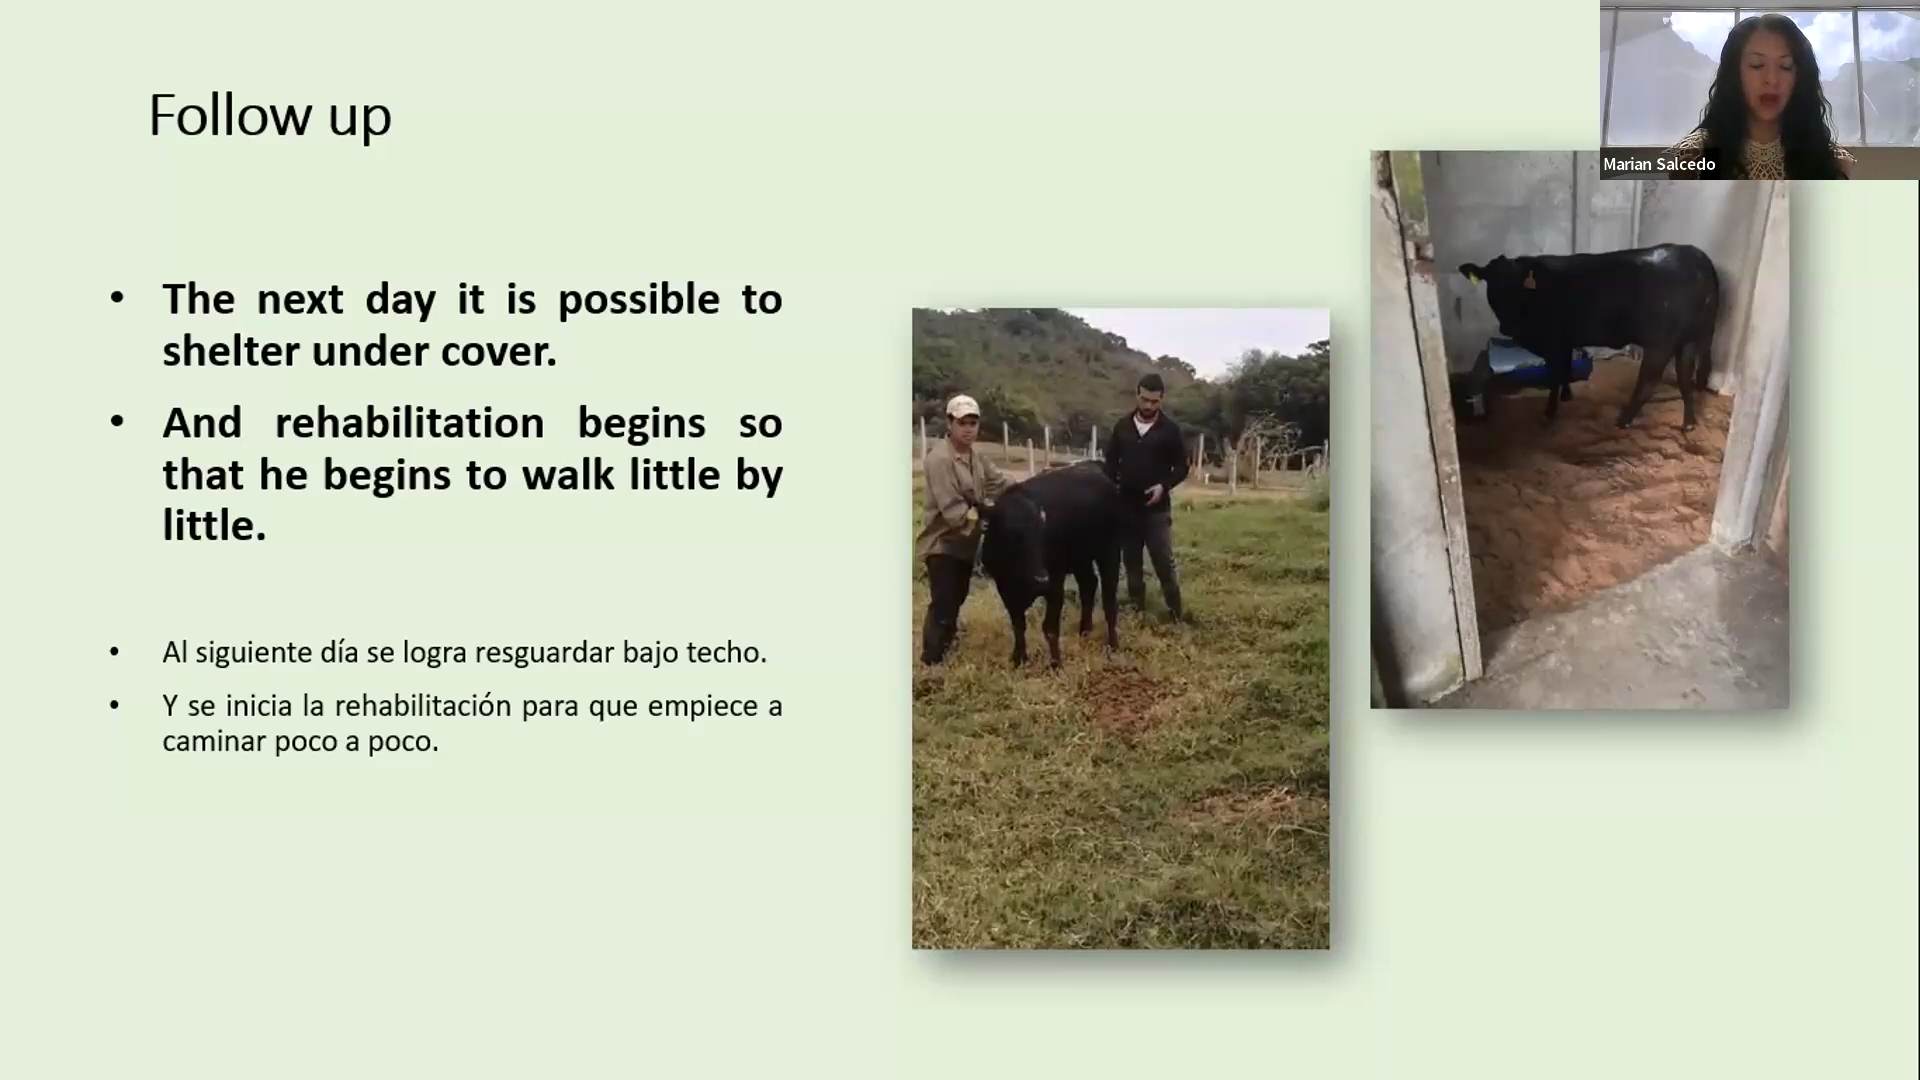 Follow up
Marian Salcedo
• The next day it is possible to
shelter under cover.
• And rehabilitation begins so
that he begins to walk little by
little.
• Al siguiente día se logra resguardar bajo techo.
• Y se inicia la rehabilitación para que empiece a
caminar poco a poco.